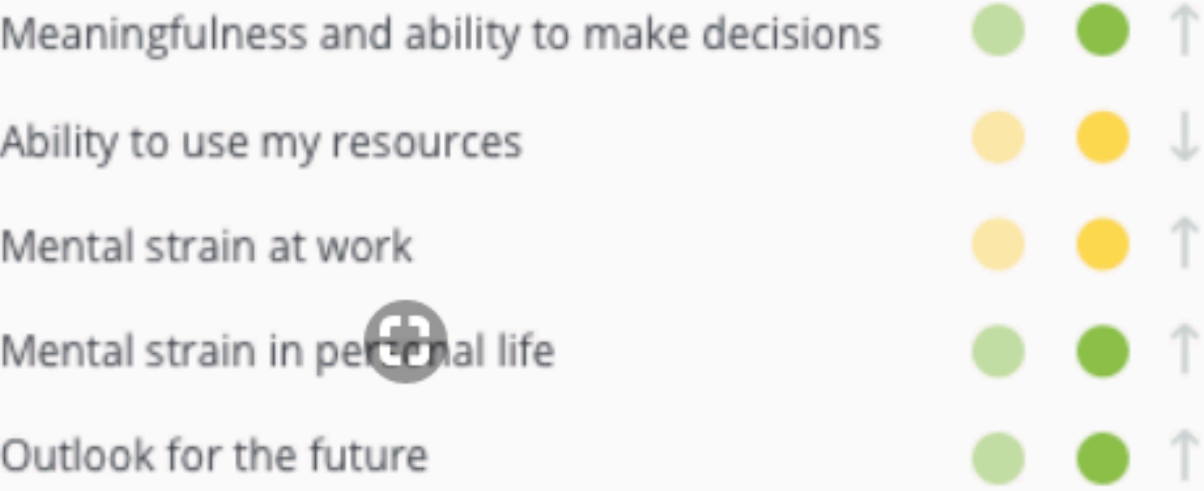 Meaningfulness and ability to make decisions
Ability to use my resources
Mental strain at work
Mental strain in personal life
Outlook for the future